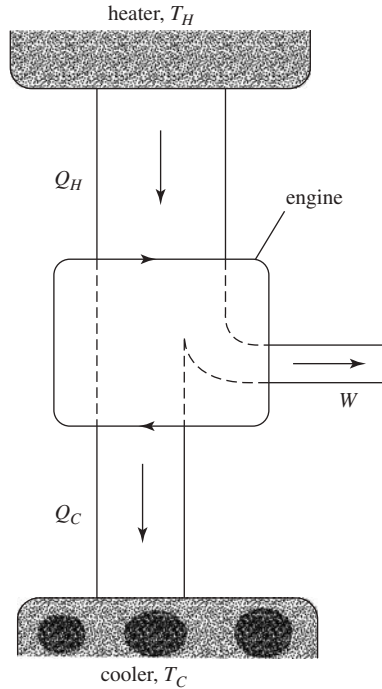 heater, T_H
Q_H
engine
W
Q_C
cooler, T_C